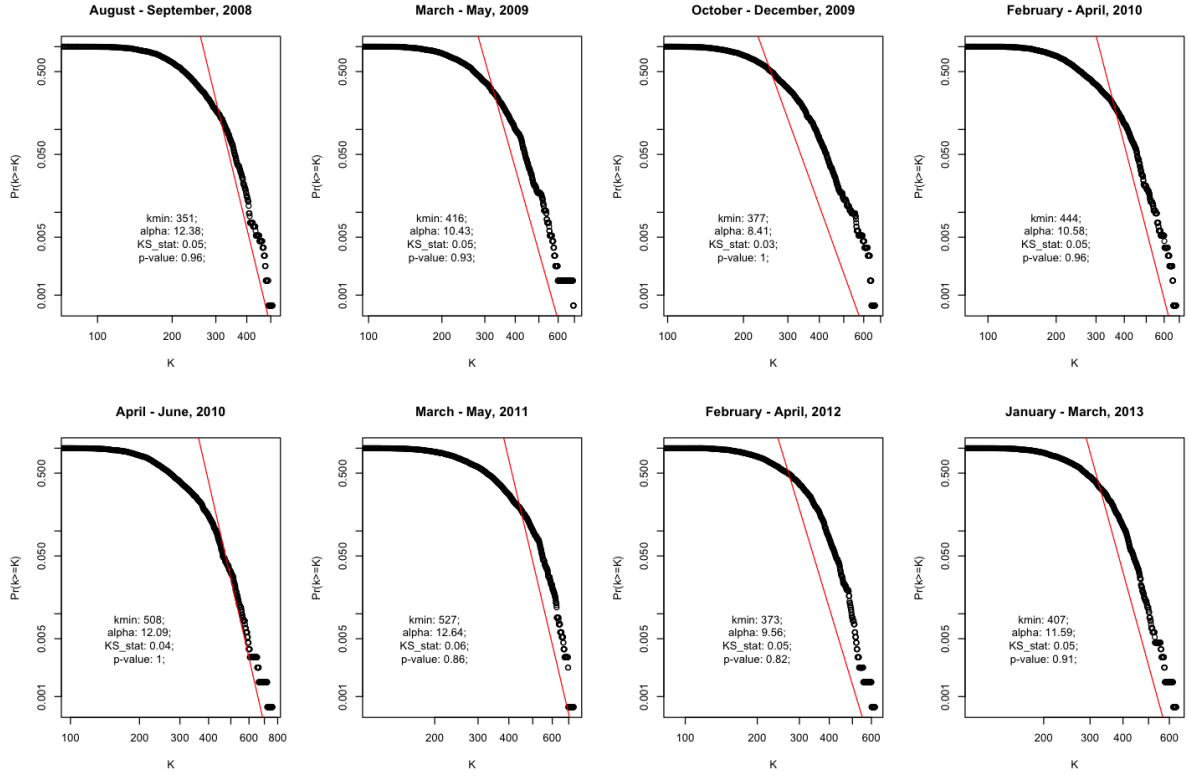 August - September, 2008
Pr(k>=K)
0.500
0.050
0.005
0.001
kmin: 351;
alpha: 12.38;
KS_stat: 0.05;
p-value: 0.96;
100 200 300 400
K
March - May, 2009
Pr(k>=K)
0.500
0.050
0.005
0.001
kmin: 416;
alpha: 10.43;
KS_stat: 0.05;
p-value: 0.93;
100 200 300 400 600
K
October - December, 2009
Pr(k>=K)
0.500
0.050
0.005
0.001
kmin: 377;
alpha: 8.41;
KS_stat: 0.03;
p-value: 1;
100 200 300 400 600
K
February - April, 2010
Pr(k>=K)
0.500
0.050
0.005
0.001
kmin: 444;
alpha: 10.58;
KS_stat: 0.05;
p-value: 0.96;
100 200 300 400 600
K
April - June, 2010
Pr(k>=K)
0.500
0.050
0.005
0.001
kmin: 508;
alpha: 12.09;
KS_stat: 0.04;
p-value: 1;
100 200 300 400 600 800
K
March - May, 2011
Pr(k>=K)
0.500
0.050
0.005
0.001
kmin: 527;
alpha: 12.64;
KS_stat: 0.06;
p-value: 0.86;
200 300 400 600
K
February - April, 2012
Pr(k>=K)
0.500
0.050
0.005
0.001
kmin: 373;
alpha: 9.56;
KS_stat: 0.05;
p-value: 0.82;
100 200 300 400 600
K
January - March, 2013
Pr(k>=K)
0.500
0.050
0.005
0.001
kmin: 407;
alpha: 11.59;
KS_stat: 0.05;
p-value: 0.91;
200 300 400 600
K